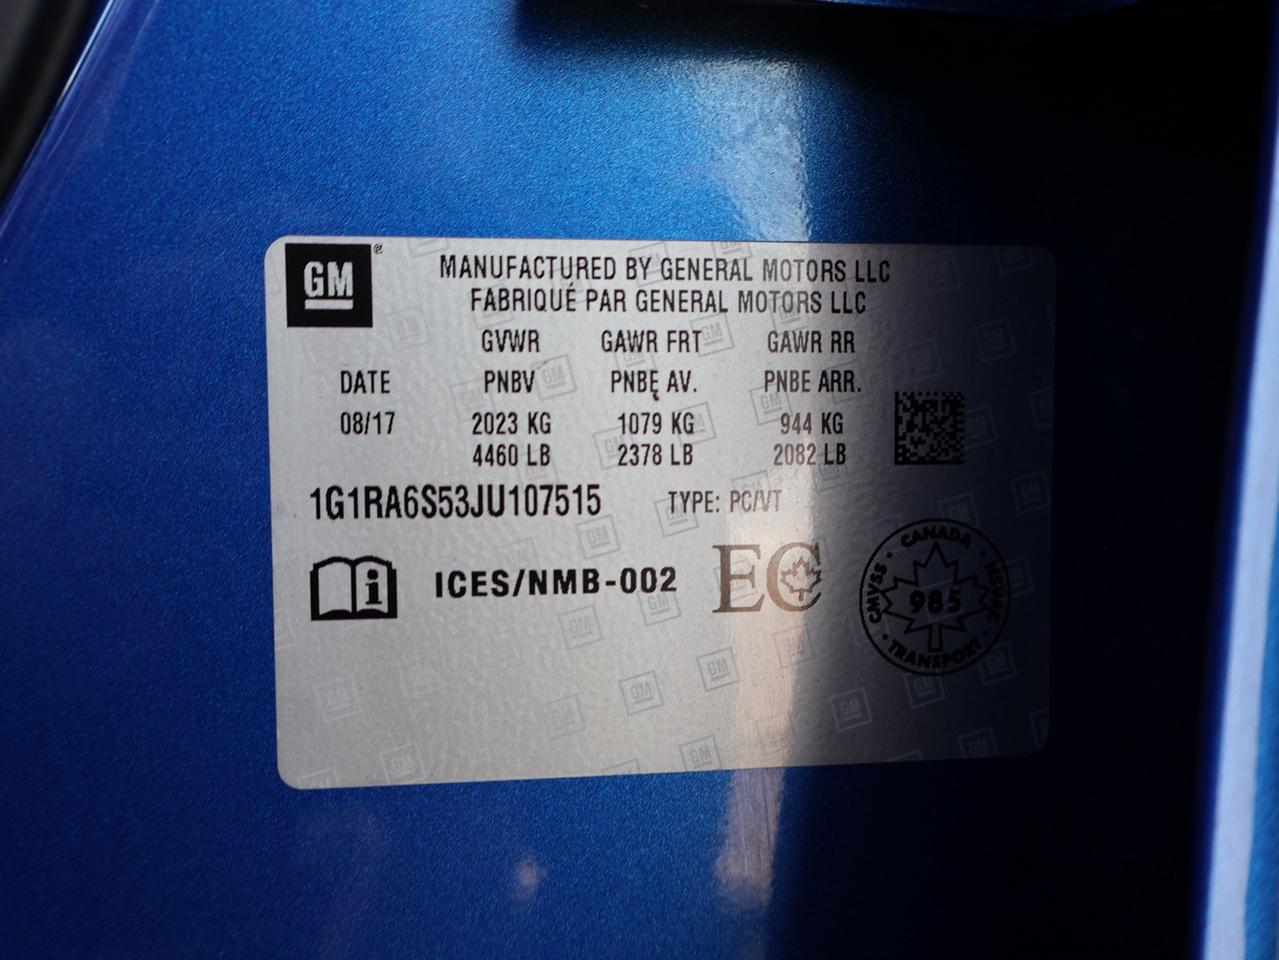 GM®
MANUFACTURED BY GENERAL MOTORS LLC
FABRIQUÉ PAR GENERAL MOTORS LLC
GVWR GAWR FRT GAWR RR
DATE PNBV PNBE AV. PNBE ARR.
08/17 2023 KG 1079 KG 944 KG
4460 LB 2378 LB 2082 LB
1G1RA6S53JU107515 TYPE: PC/VT
ICES/NMB-002 EC
CANADA
CMVSS 985 NSVAC
TRANSPORT